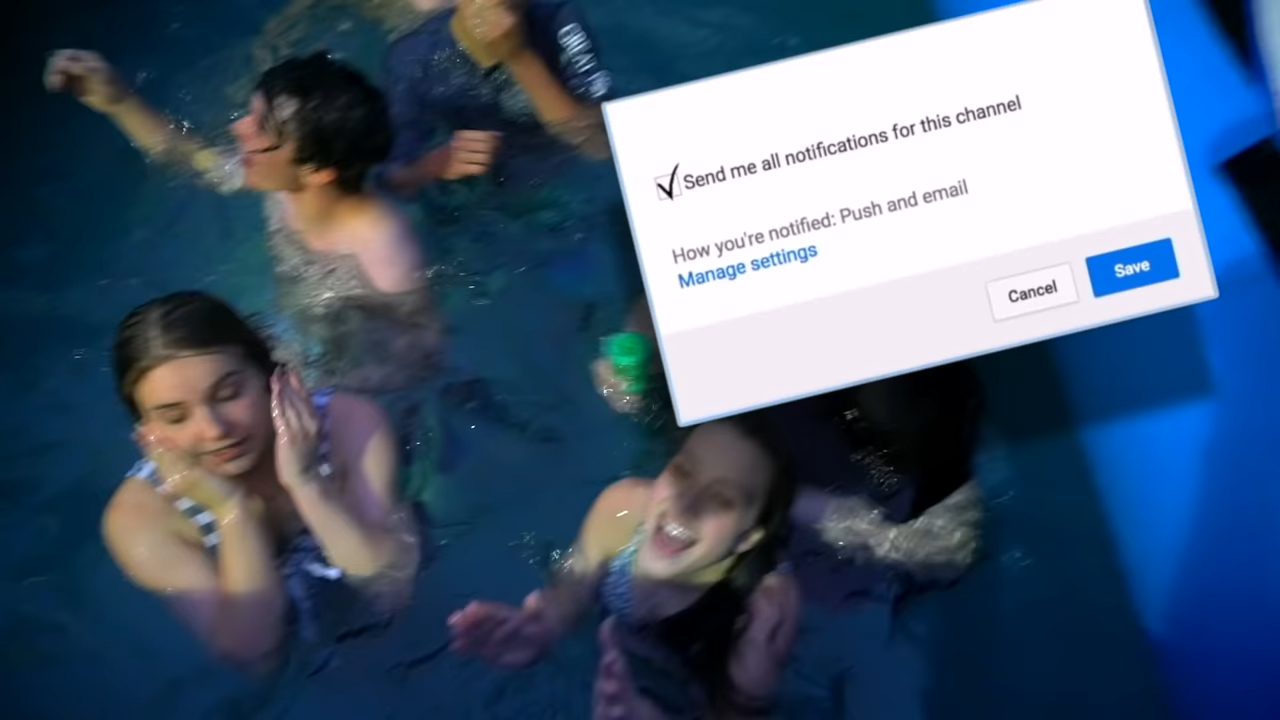 Send me all notifications for this channel
How you're notified: Push and email
Manage settings
Cancel
Save